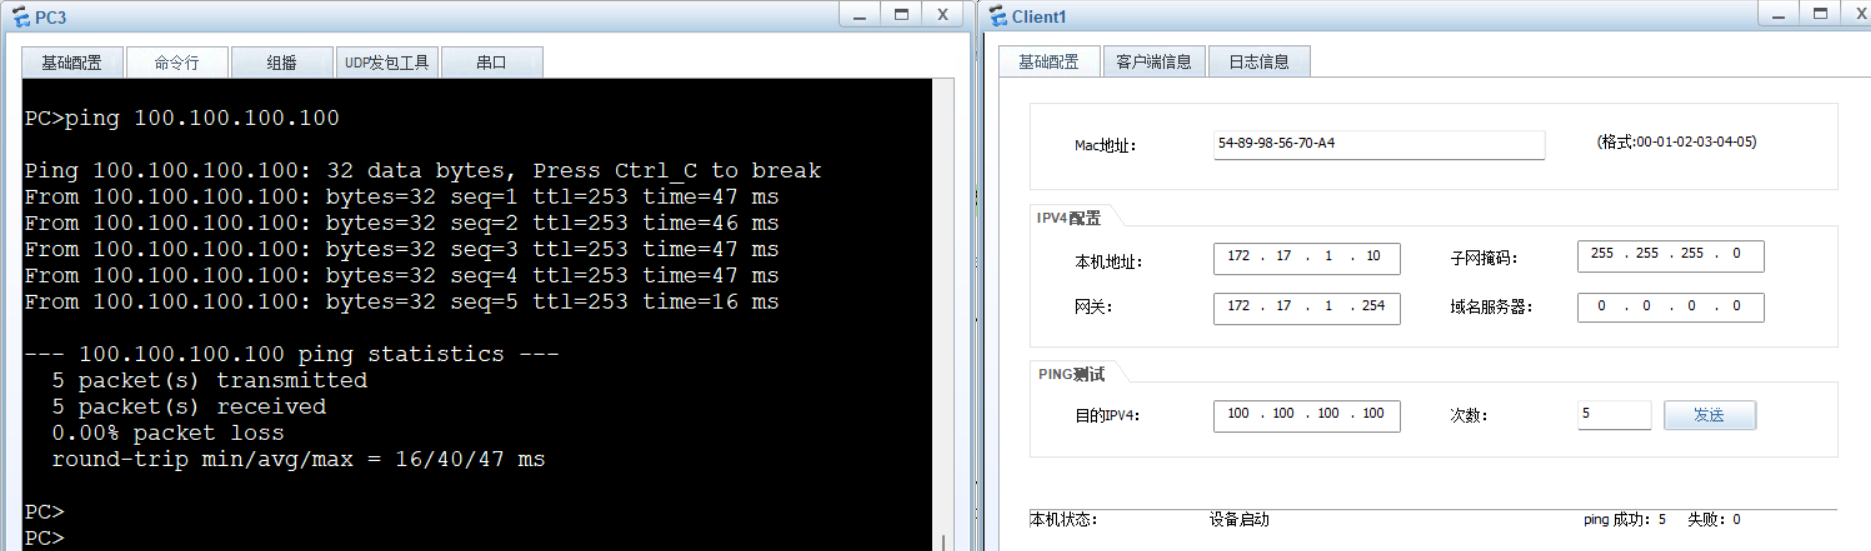 PC3
基础配置 命令行 组播 UDP发包工具 串口
PC>ping 100.100.100.100
Ping 100.100.100.100: 32 data bytes, Press Ctrl_C to break
From 100.100.100.100: bytes=32 seq=1 ttl=253 time=47 ms
From 100.100.100.100: bytes=32 seq=2 ttl=253 time=46 ms
From 100.100.100.100: bytes=32 seq=3 ttl=253 time=47 ms
From 100.100.100.100: bytes=32 seq=4 ttl=253 time=47 ms
From 100.100.100.100: bytes=32 seq=5 ttl=253 time=16 ms
--- 100.100.100.100 ping statistics ---
5 packet(s) transmitted
5 packet(s) received
0.00% packet loss
round-trip min/avg/max = 16/40/47 ms
PC>
PC>
Client1
基础配置 客户端信息 日志信息
Mac地址: 54-89-98-56-70-A4 (格式:00-01-02-03-04-05)
IPV4配置
本机地址: 172 . 17 . 1 . 10 子网掩码: 255 . 255 . 255 . 0
网关: 172 . 17 . 1 . 254 域名服务器: 0 . 0 . 0 . 0
PING测试
目的IPV4: 100 . 100 . 100 . 100 次数: 5 发送
本机状态: 设备启动 ping 成功: 5 失败: 0